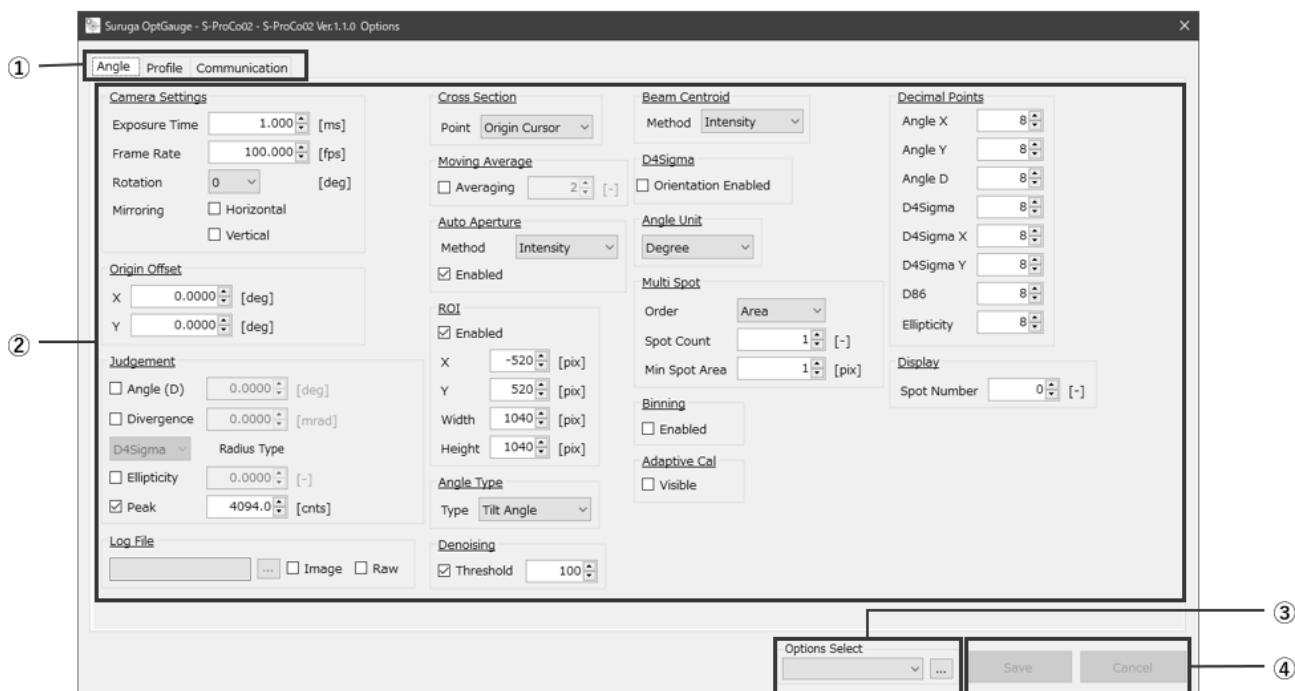 Suruga OptGauge - S-ProCo02 - S-ProCo02 Ver.1.1.0 Options
①
Angle Profile Communication
②
Camera Settings
Exposure Time 1.000 [ms]
Frame Rate 100.000 [fps]
Rotation 0 [deg]
Mirroring Horizontal
Vertical
Origin Offset
X 0.0000 [deg]
Y 0.0000 [deg]
Judgement
Angle (D) 0.0000 [deg]
Divergence 0.0000 [mrad]
D4Sigma Radius Type
Ellipticity 0.0000 [-]
Peak 4094.0 [cnts]
Log File
... Image Raw
Cross Section
Point Origin Cursor
Moving Average
Averaging 2 [-]
Auto Aperture
Method Intensity
Enabled
ROI
Enabled
X -520 [pix]
Y 520 [pix]
Width 1040 [pix]
Height 1040 [pix]
Angle Type
Type Tilt Angle
Denoising
Threshold 100
Beam Centroid
Method Intensity
D4Sigma
Orientation Enabled
Angle Unit
Degree
Multi Spot
Order Area
Spot Count 1 [-]
Min Spot Area 1 [pix]
Binning
Enabled
Adaptive Cal
Visible
Decimal Points
Angle X 8
Angle Y 8
Angle D 8
D4Sigma 8
D4Sigma X 8
D4Sigma Y 8
D86 8
Ellipticity 8
Display
Spot Number 0 [-]
③
Options Select
...
Save Cancel
④